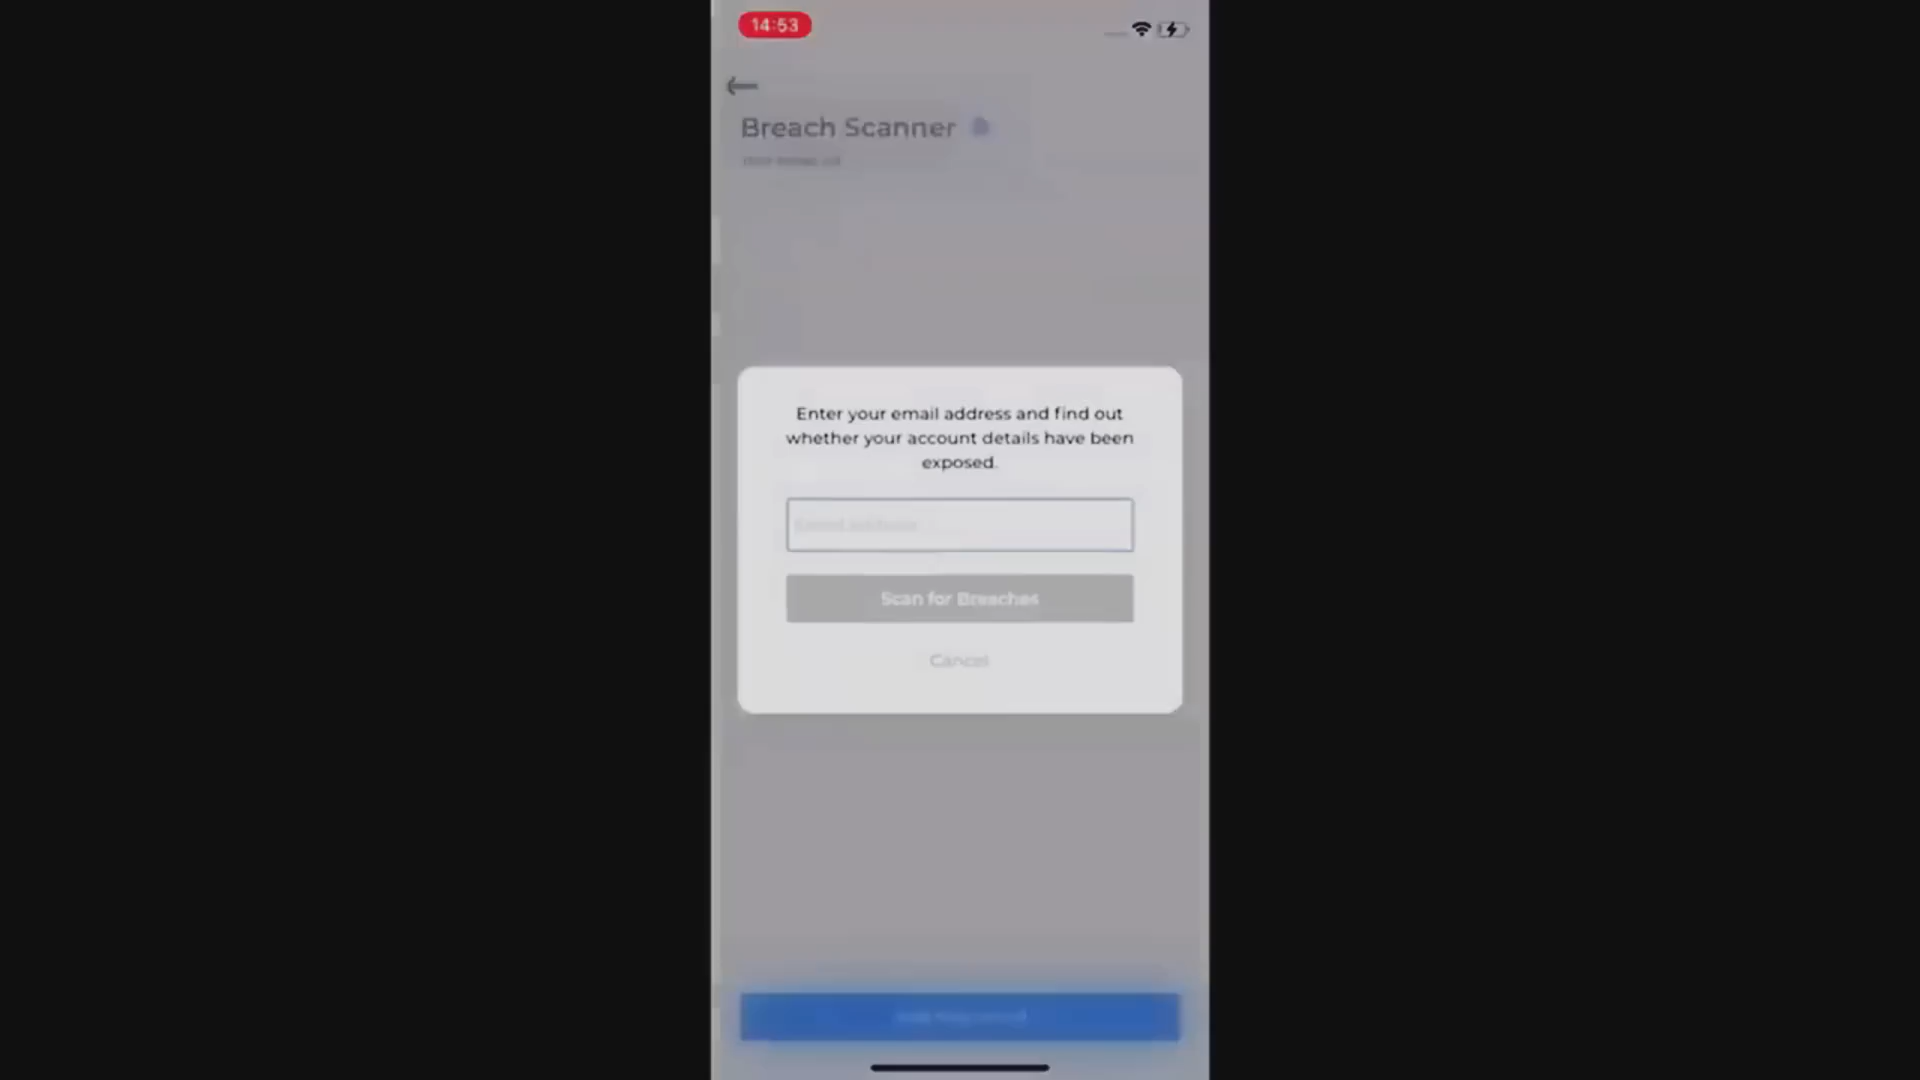 14:53
Breach Scanner
Enter your email address and find out
whether your account details have been
exposed.
Scan for Breaches
Cancel